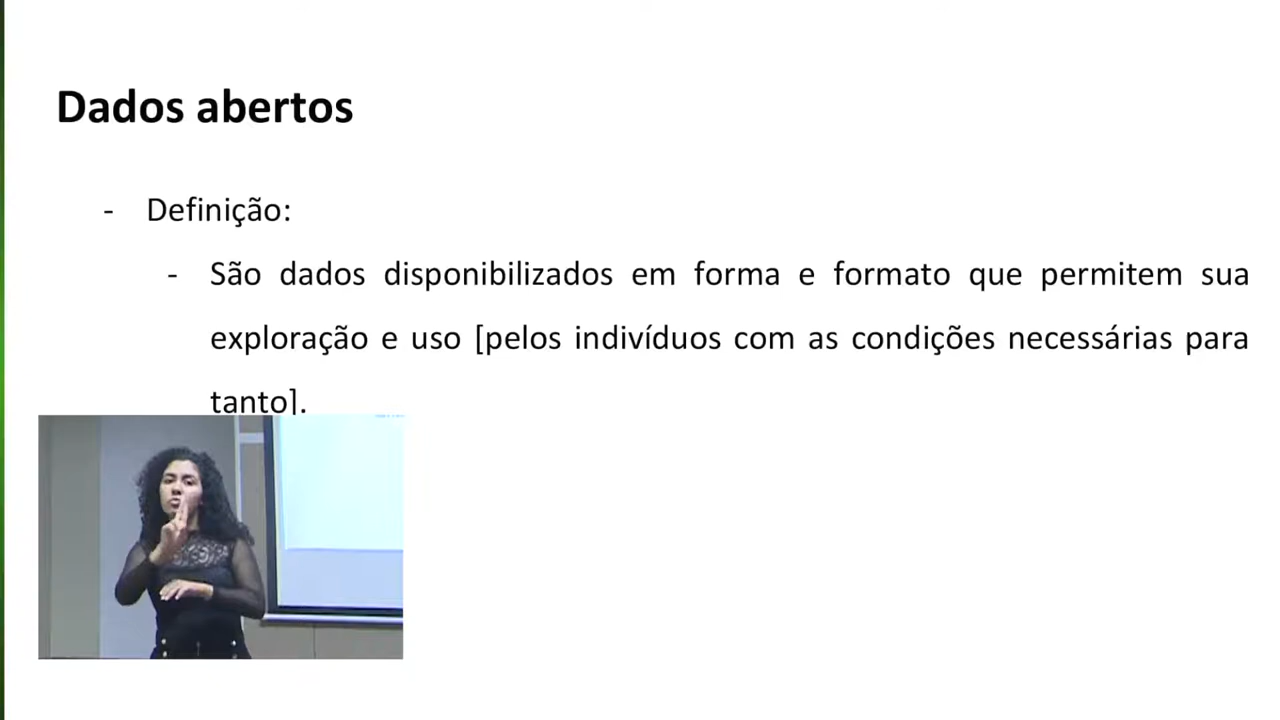 Dados abertos
- Definição:
- São dados disponibilizados em forma e formato que permitem sua
exploração e uso [pelos indivíduos com as condições necessárias para
tanto].